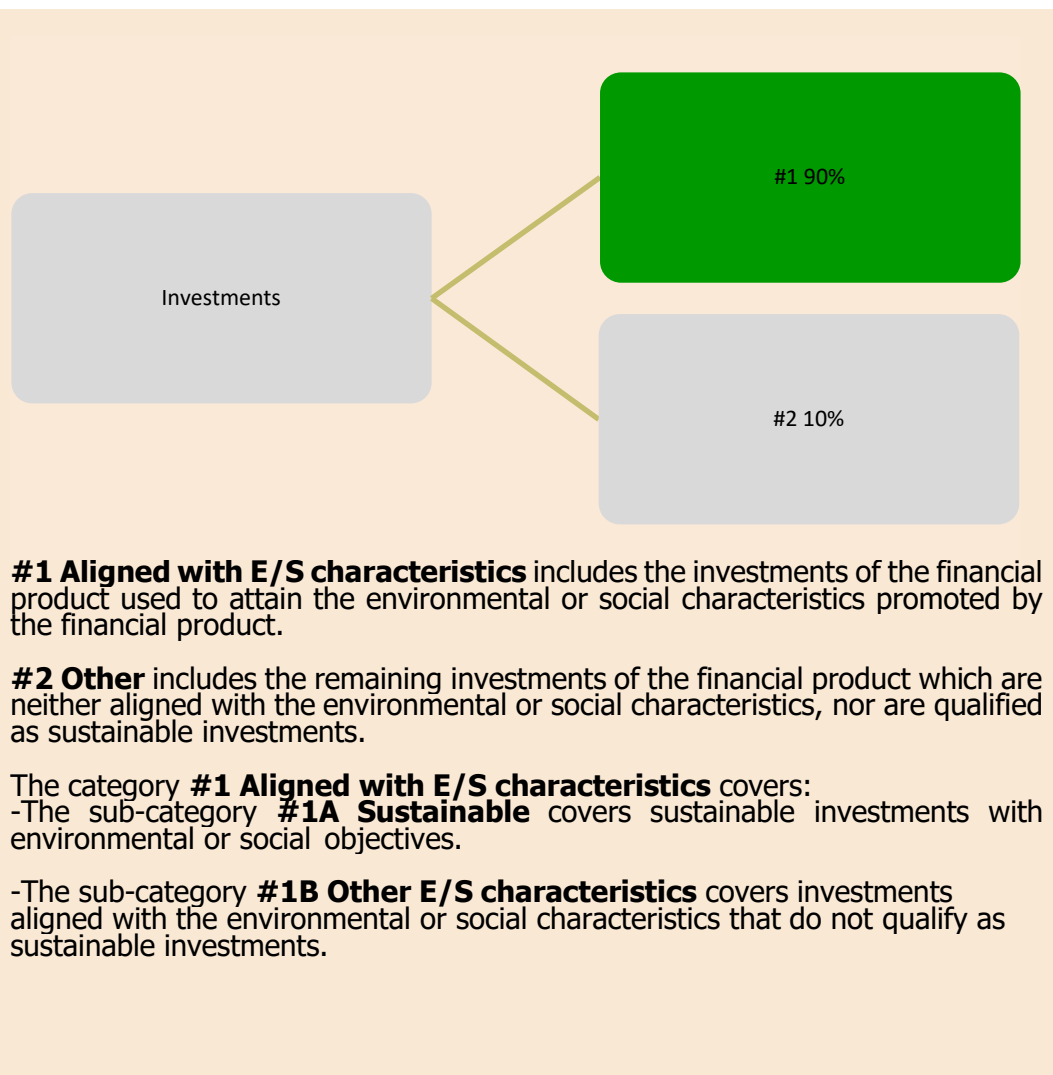 #1 90%
Investments
#2 10%
#1 Aligned with E/S characteristics includes the investments of the financial
product used to attain the environmental or social characteristics promoted by
the financial product.
#2 Other includes the remaining investments of the financial product which are
neither aligned with the environmental or social characteristics, nor are qualified
as sustainable investments.
The category #1 Aligned with E/S characteristics covers:
-The sub-category #1A Sustainable covers sustainable investments with
environmental or social objectives.
-The sub-category #1B Other E/S characteristics covers investments
aligned with the environmental or social characteristics that do not qualify as
sustainable investments.